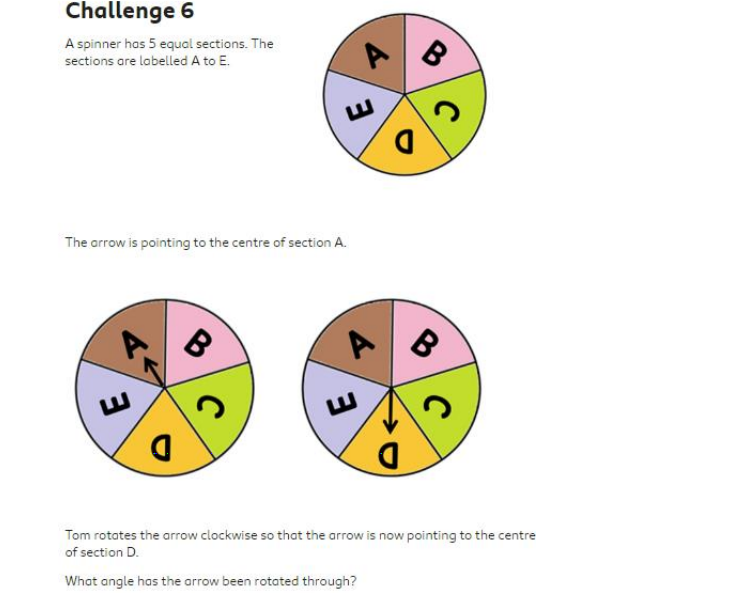 Challenge 6
A spinner has 5 equal sections. The
sections are labelled A to E.
A
B
C
D
E
The arrow is pointing to the centre of section A.
A
B
C
D
E
A
B
C
D
E
Tom rotates the arrow clockwise so that the arrow is now pointing to the centre
of section D.
What angle has the arrow been rotated through?